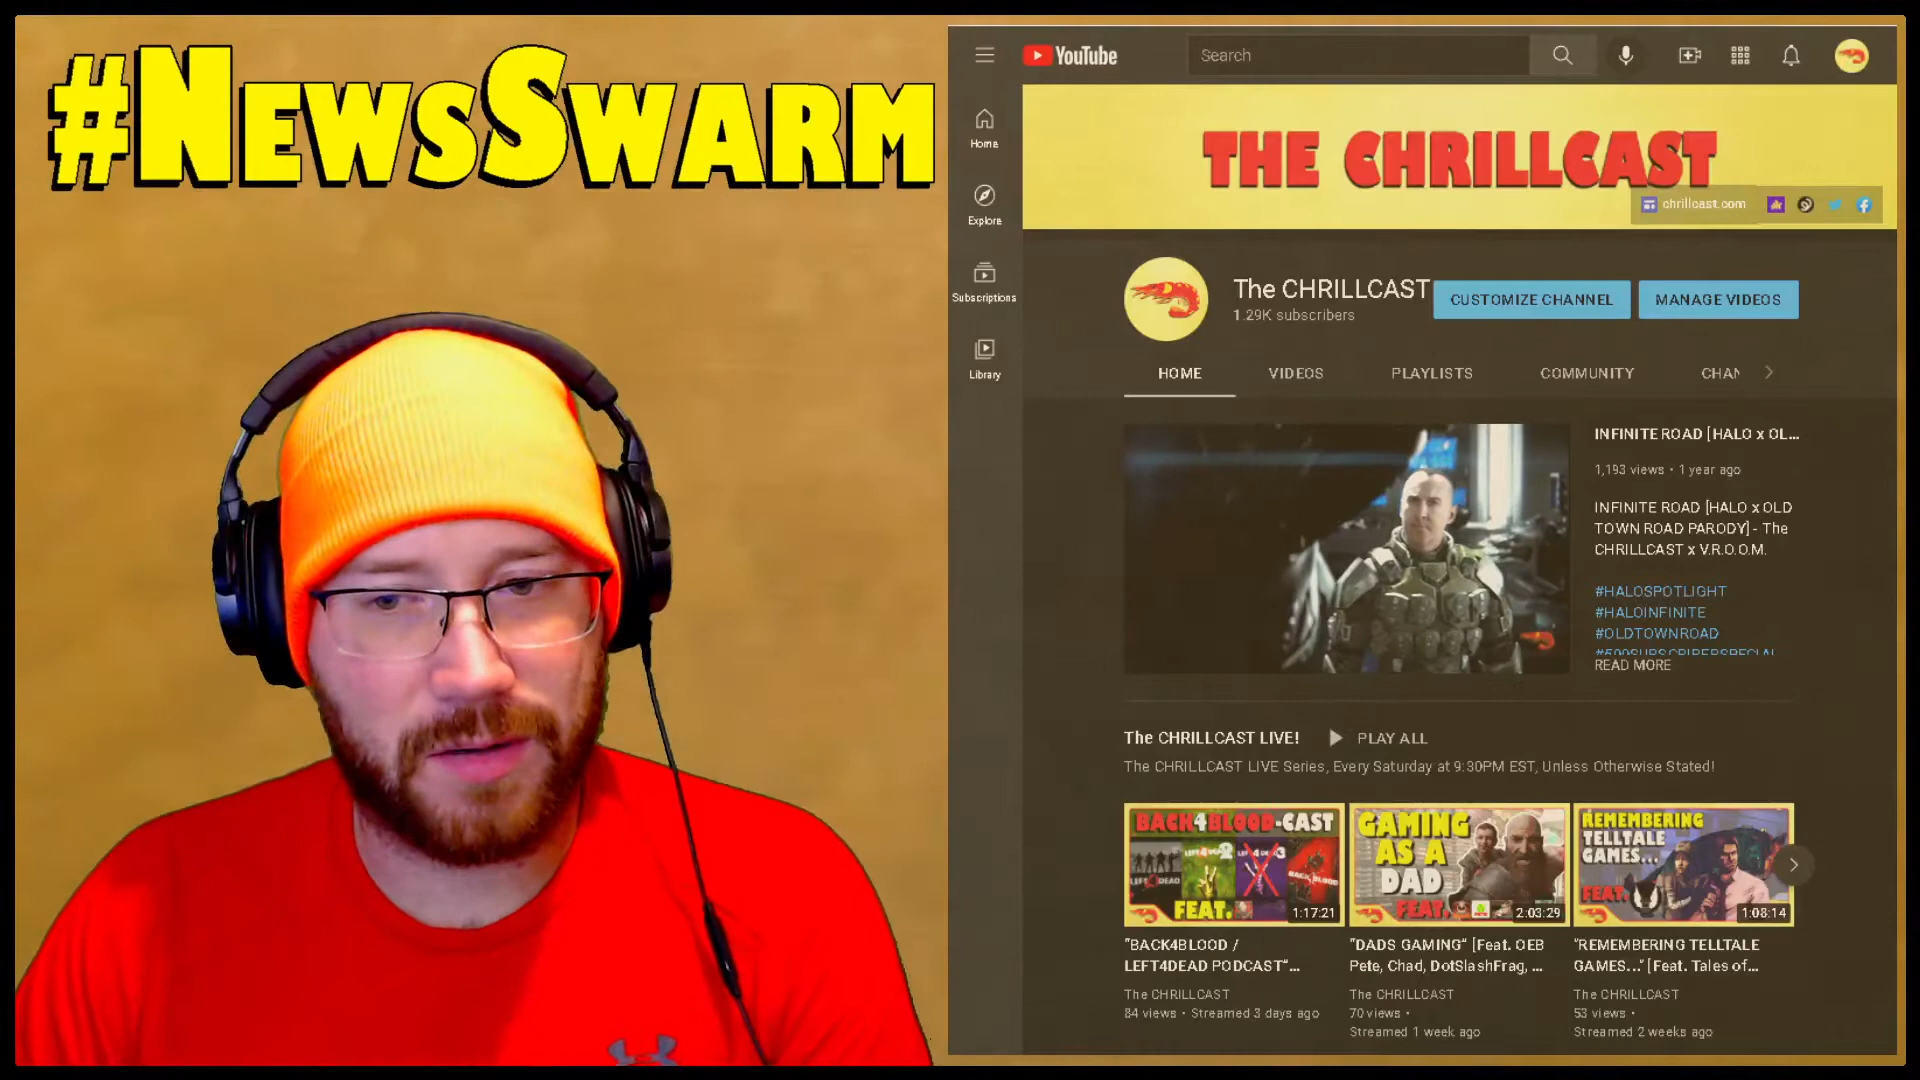 #NewsSwarm
YouTube
Search
Home
Explore
Subscriptions
Library
THE CHRILLCAST
chrillcast.com
The CHRILLCAST
1.29K subscribers
CUSTOMIZE CHANNEL
MANAGE VIDEOS
HOME
VIDEOS
PLAYLISTS
COMMUNITY
CHAN
INFINITE ROAD [HALO x OL...
1,193 views • 1 year ago
INFINITE ROAD [HALO x OLD
TOWN ROAD PARODY] - The
CHRILLCAST x V.R.O.O.M.
#HALOSPOTLIGHT
#HALOINFINITE
#OLDTOWNROAD
#500SUBSCRIBERSPECIAL
READ MORE
The CHRILLCAST LIVE!
PLAY ALL
The CHRILLCAST LIVE Series, Every Saturday at 9:30PM EST, Unless Otherwise Stated!
BACK4BLOOD-CAST
FEAT.
1:17:21
GAMING
AS A
DAD
FEAT.
2:03:29
REMEMBERING
TELLTALE
GAMES...
FEAT.
1:08:14
"BACK4BLOOD /
LEFT4DEAD PODCAST"...
The CHRILLCAST
84 views • Streamed 3 days ago
"DADS GAMING" [Feat. OEB
Pete, Chad, DotSlashFrag, ...
The CHRILLCAST
70 views •
Streamed 1 week ago
"REMEMBERING TELLTALE
GAMES..." [Feat. Tales of...
The CHRILLCAST
53 views •
Streamed 2 weeks ago